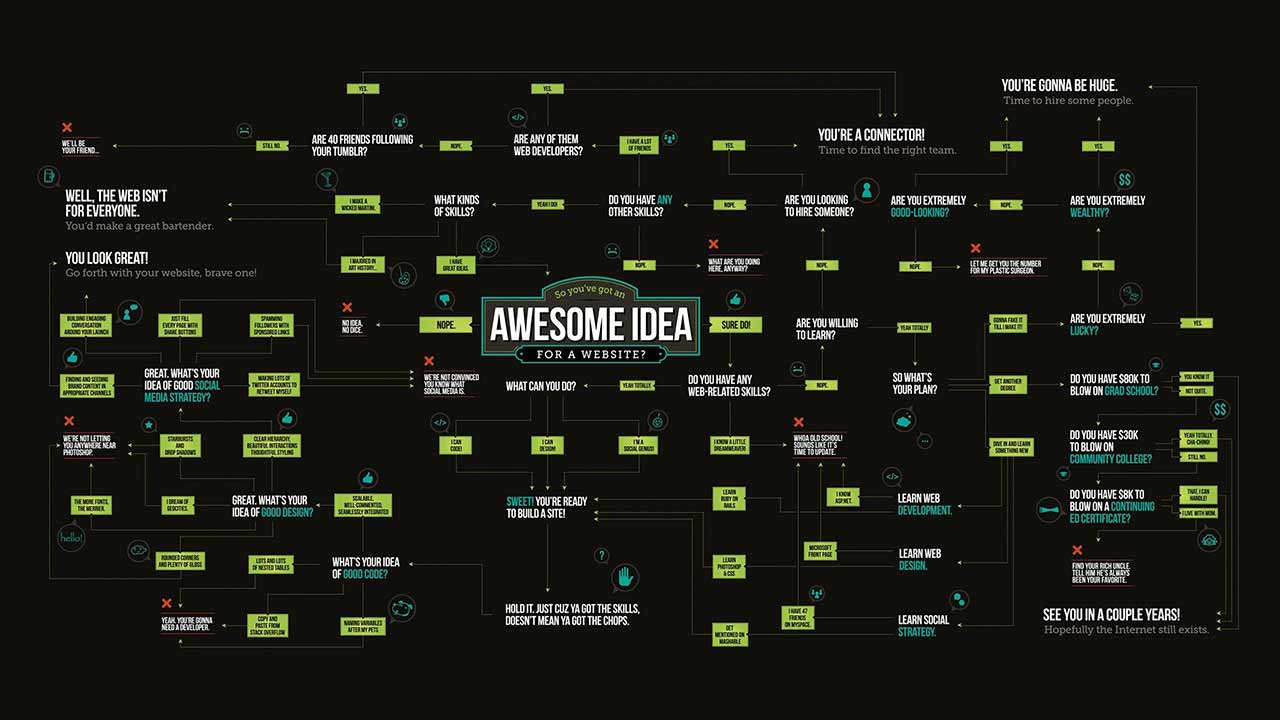 YES.
YES.
YOU'RE GONNA BE HUGE.
Time to hire some people.
WE'LL BE
YOUR FRIEND...
STILL NO.
ARE 40 FRIENDS FOLLOWING
YOUR TUMBLR?
NOPE.
</>
ARE ANY OF THEM
WEB DEVELOPERS?
I HAVE A LOT
OF FRIENDS
YES.
YOU'RE A CONNECTOR!
Time to find the right team.
YES.
YES.
WELL, THE WEB ISN'T
FOR EVERYONE.
You'd make a great bartender.
I MAKE A
WICKED MARTINI.
WHAT KINDS
OF SKILLS?
YEAH I DO!
DO YOU HAVE ANY
OTHER SKILLS?
NOPE.
ARE YOU LOOKING
TO HIRE SOMEONE?
ARE YOU EXTREMELY
GOOD-LOOKING?
NOPE.
$$
ARE YOU EXTREMELY
WEALTHY?
YOU LOOK GREAT!
Go forth with your website, brave one!
I MAJORED IN
ART HISTORY...
I HAVE
GREAT IDEAS.
NOPE.
WHAT ARE YOU DOING
HERE, ANYWAY?
NOPE.
NOPE.
LET ME GET YOU THE NUMBER
FOR MY PLASTIC SURGEON.
NOPE.
BUILDING ENGAGING
CONVERSATION
AROUND YOUR LAUNCH
JUST FILL
EVERY PAGE WITH
SHARE BUTTONS
SPAMMING
FOLLOWERS WITH
SPONSORED LINKS
NO IDEA,
NO DICE.
NOPE.
So you've got an
AWESOME IDEA
FOR A WEBSITE?
SURE DO!
ARE YOU WILLING
TO LEARN?
YEAH TOTALLY
GONNA FAKE IT
TILL I MAKE IT!
ARE YOU EXTREMELY
LUCKY?
YES.
FINDING AND SEEDING
BRAND CONTENT IN
APPROPRIATE CHANNELS
GREAT. WHAT'S YOUR
IDEA OF GOOD SOCIAL
MEDIA STRATEGY?
MAKING LOTS OF
TWITTER ACCOUNTS TO
RETWEET MYSELF
WE'RE NOT CONVINCED
YOU KNOW WHAT
SOCIAL MEDIA IS.
WHAT CAN YOU DO?
YEAH TOTALLY
DO YOU HAVE ANY
WEB-RELATED SKILLS?
NOPE.
SO WHAT'S
YOUR PLAN?
GET ANOTHER
DEGREE
DO YOU HAVE $80K TO
BLOW ON GRAD SCHOOL?
YOU KNOW IT
NOT QUITE.
WE'RE NOT LETTING
YOU ANYWHERE NEAR
PHOTOSHOP.
STARBURSTS
AND
DROP SHADOWS
CLEAR HIERARCHY,
BEAUTIFUL INTERACTIONS
THOUGHTFUL STYLING
</>
I CAN
CODE!
I CAN
DESIGN!
I'M A
SOCIAL GENIUS!
I KNOW A LITTLE
DREAMWEAVER!
WHOA OLD SCHOOL!
SOUNDS LIKE IT'S
TIME TO UPDATE.
DIVE IN AND LEARN
SOMETHING NEW
DO YOU HAVE $30K
TO BLOW ON
COMMUNITY COLLEGE?
$$
YEAH TOTALLY,
CHA-CHING!
STILL NO.
THE MORE FONTS,
THE MERRIER.
I DREAM OF
GEOCITIES.
GREAT. WHAT'S YOUR
IDEA OF GOOD DESIGN?
SCALABLE,
WELL-COMMENTED,
SEAMLESSLY INTEGRATED
SWEET! YOU'RE READY
TO BUILD A SITE!
LEARN
RUBY ON
RAILS
I KNOW
ASP.NET.
</>
LEARN WEB
DEVELOPMENT.
DO YOU HAVE $8K TO
BLOW ON A CONTINUING
ED CERTIFICATE?
THAT, I CAN
HANDLE!
I LIVE WITH MOM.
hello!
ROUNDED CORNERS
AND PLENTY OF GLOSS
LOTS AND LOTS
OF NESTED TABLES
WHAT'S YOUR IDEA
OF GOOD CODE?
?
LEARN
PHOTOSHOP
& CSS
MICROSOFT
FRONT PAGE
LEARN WEB
DESIGN.
FIND YOUR RICH UNCLE.
TELL HIM HE'S ALWAYS
BEEN YOUR FAVORITE.
YEAH. YOU'RE GONNA
NEED A DEVELOPER.
COPY AND
PASTE FROM
STACK OVERFLOW
NAMING VARIABLES
AFTER MY PETS
HOLD IT. JUST CUZ YA GOT THE SKILLS,
DOESN'T MEAN YA GOT THE CHOPS.
GET
MENTIONED ON
MASHABLE
I HAVE 47
FRIENDS
ON MYSPACE.
LEARN SOCIAL
STRATEGY.
SEE YOU IN A COUPLE YEARS!
Hopefully the Internet still exists.